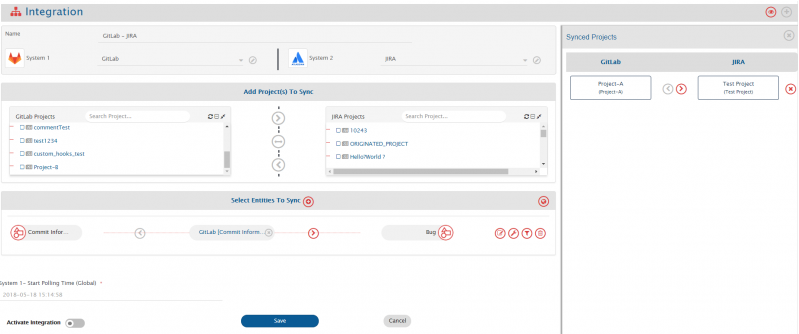 Integration
Name
GitLab - JIRA
System 1
GitLab
System 2
JIRA
Add Project(s) To Sync
GitLab Projects
Search Project...
commentTest
test1234
custom_hooks_test
Project-B
JIRA Projects
Search Project...
10243
ORIGINATED_PROJECT
Hello?World ?
Select Entities To Sync
Commit Infor...
GitLab [Commit Inform...
Bug
System 1- Start Polling Time (Global) *
2018-05-18 13:14:58
Activate Integration
Save
Cancel
Synced Projects
GitLab
JIRA
Project-A
(Project-A)
Test Project
(Test Project)